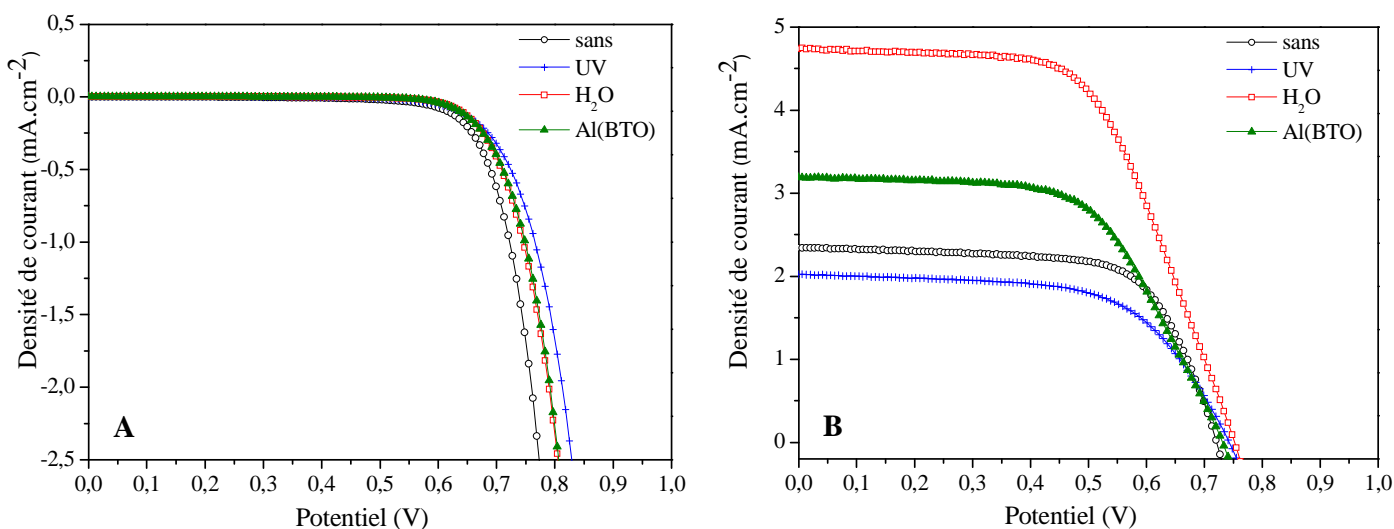 0,5
0,0
-0,5
-1,0
-1,5
-2,0
-2,5
0,0 0,1 0,2 0,3 0,4 0,5 0,6 0,7 0,8 0,9 1,0
Densité de courant (mA.cm⁻²)
Potentiel (V)
sans
UV
H₂O
Al(BTO)
A
5
4
3
2
1
0
0,0 0,1 0,2 0,3 0,4 0,5 0,6 0,7 0,8 0,9 1,0
Densité de courant (mA.cm⁻²)
Potentiel (V)
sans
UV
H₂O
Al(BTO)
B